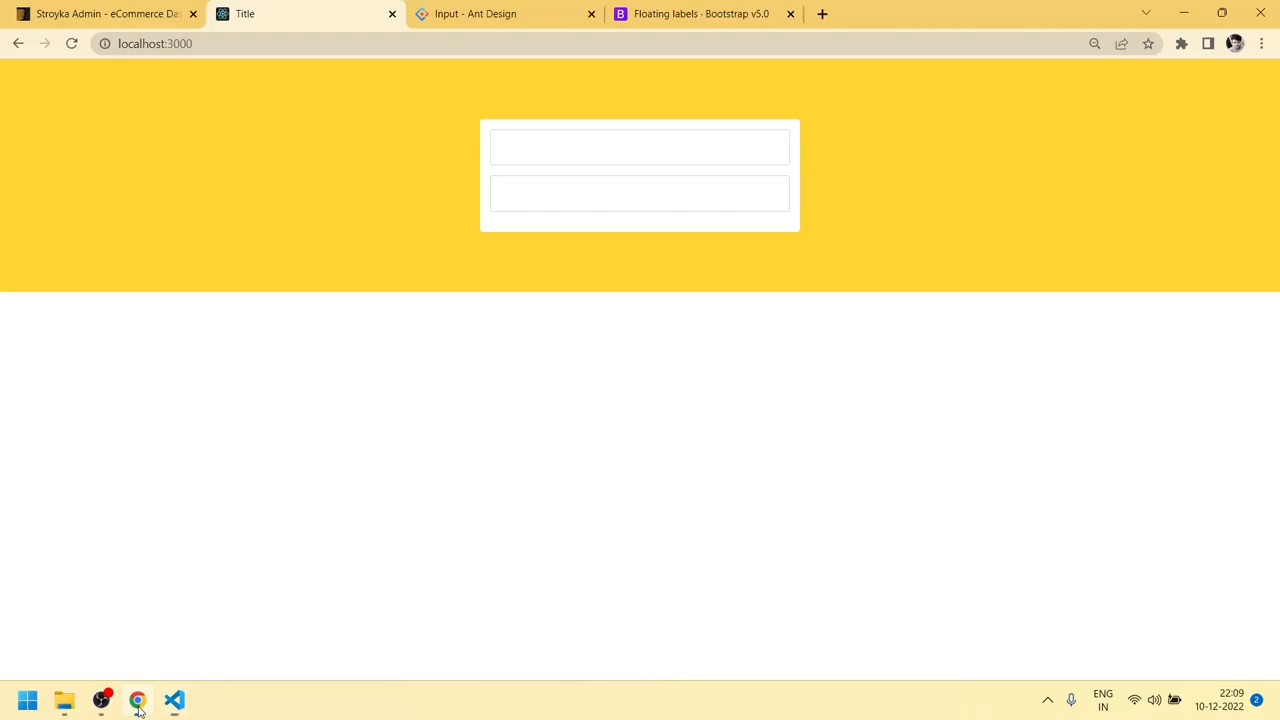 Stroyka Admin - eCommerce Da
Title
Input - Ant Design
Floating labels · Bootstrap v5.0
localhost:3000
ENG
IN
22:09
10-12-2022
2